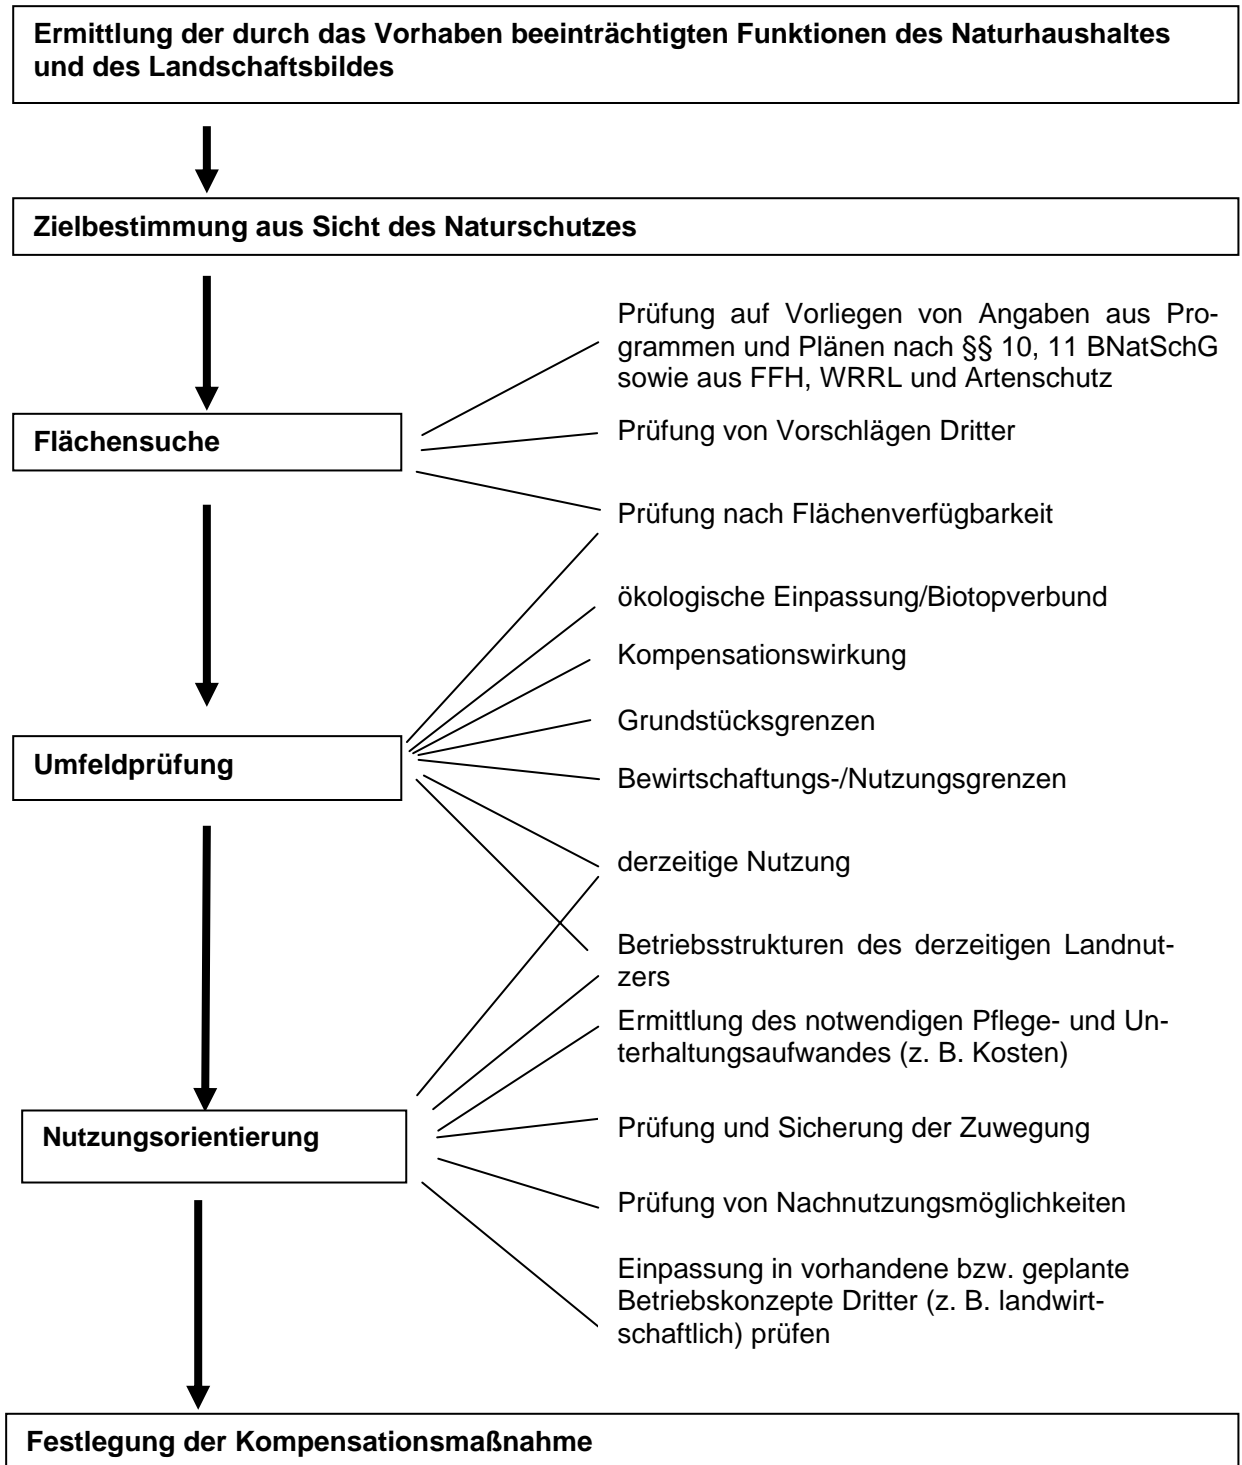 Ermittlung der durch das Vorhaben beeinträchtigten Funktionen des Naturhaushaltes
und des Landschaftsbildes
Zielbestimmung aus Sicht des Naturschutzes
Prüfung auf Vorliegen von Angaben aus Pro-
grammen und Plänen nach §§ 10, 11 BNatSchG
sowie aus FFH, WRRL und Artenschutz
Flächensuche
Prüfung von Vorschlägen Dritter
Prüfung nach Flächenverfügbarkeit
ökologische Einpassung/Biotopverbund
Kompensationswirkung
Grundstücksgrenzen
Umfeldprüfung
Bewirtschaftungs-/Nutzungsgrenzen
derzeitige Nutzung
Betriebsstrukturen des derzeitigen Landnut-
zers
Ermittlung des notwendigen Pflege- und Un-
terhaltungsaufwandes (z. B. Kosten)
Nutzungsorientierung
Prüfung und Sicherung der Zuwegung
Prüfung von Nachnutzungsmöglichkeiten
Einpassung in vorhandene bzw. geplante
Betriebskonzepte Dritter (z. B. landwirt-
schaftlich) prüfen
Festlegung der Kompensationsmaßnahme